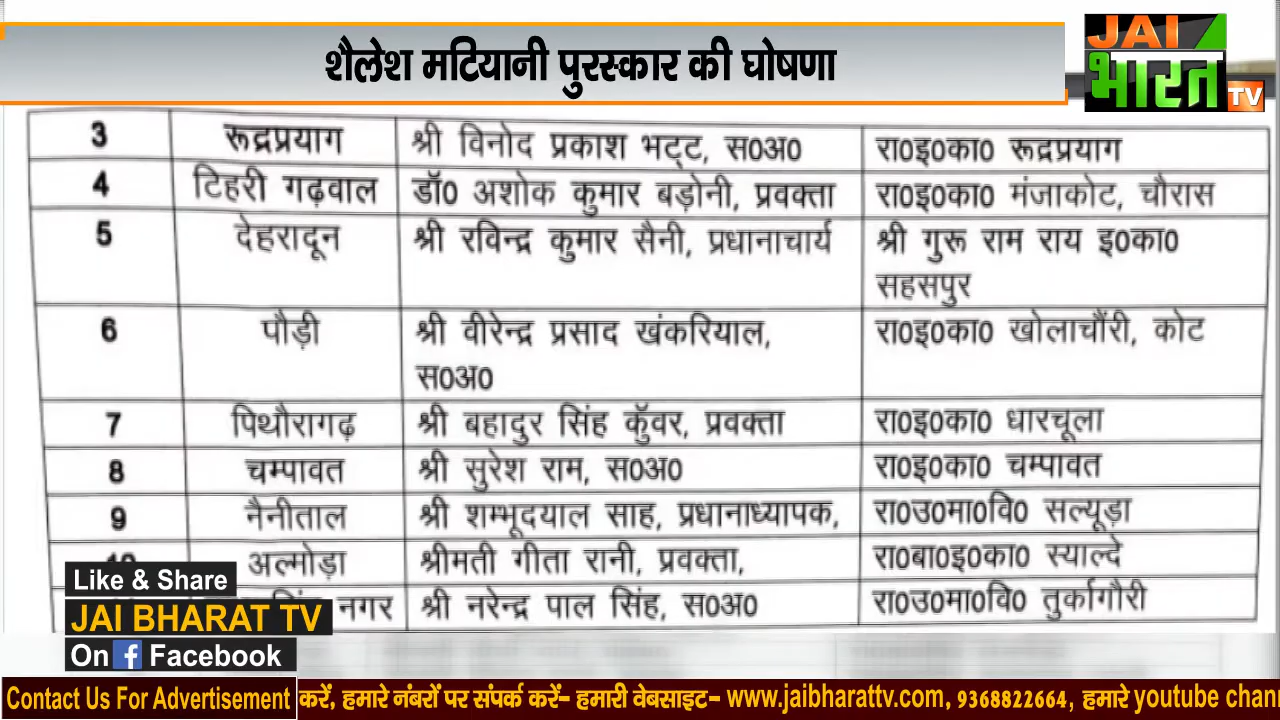 शैलेश मटियानी पुरस्कार की घोषणा
JAI
भारत
TV
3 रूद्रप्रयाग श्री विनोद प्रकाश भट्ट, स0अ0 रा0इ0का0 रूद्रप्रयाग
4 टिहरी गढ़वाल डॉ0 अशोक कुमार बड़ोनी, प्रवक्ता रा0इ0का0 मंजाकोट, चौरास
5 देहरादून श्री रविन्द्र कुमार सैनी, प्रधानाचार्य श्री गुरू राम राय इ0का0
सहसपुर
6 पौड़ी श्री वीरेन्द्र प्रसाद खंकरियाल, रा0इ0का0 खोलाचौंरी, कोट
स0अ0
7 पिथौरागढ़ श्री बहादुर सिंह कुँवर, प्रवक्ता रा0इ0का0 धारचूला
8 चम्पावत श्री सुरेश राम, स0अ0 रा0इ0का0 चम्पावत
9 नैनीताल श्री शम्भूदयाल साह, प्रधानाध्यापक, रा0उ0मा0वि0 सल्यूड़ा
अल्मोड़ा श्रीमती गीता रानी, प्रवक्ता, रा0बा0इ0का0 स्याल्दे
नगर श्री नरेन्द्र पाल सिंह, स0अ0 रा0उ0मा0वि0 तुर्कागौरी
Like & Share
JAI BHARAT TV
On f Facebook
Contact Us For Advertisement करें, हमारे नंबरों पर संपर्क करें- हमारी वेबसाइट- www.jaibharattv.com, 9368822664, हमारे youtube chan